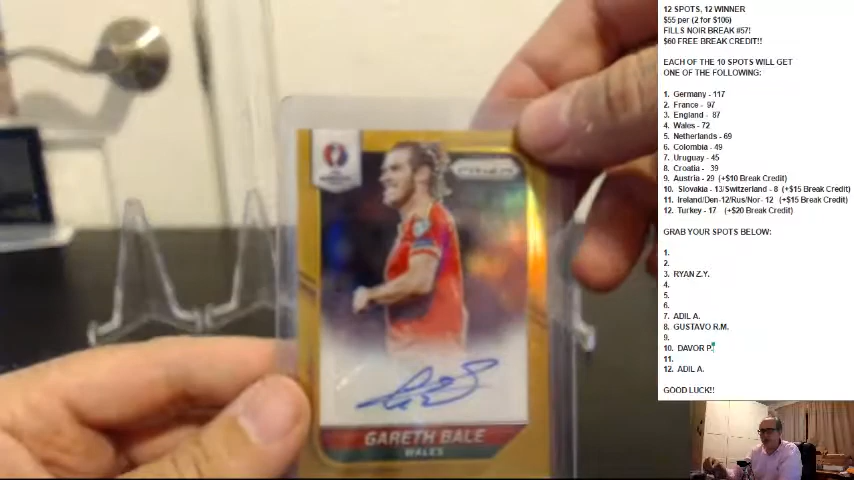 PRIZM
GARETH BALE
WALES
12 SPOTS, 12 WINNER
$55 per (2 for $106)
FILLS NOIR BREAK #57!
$60 FREE BREAK CREDIT!!
EACH OF THE 10 SPOTS WILL GET
ONE OF THE FOLLOWING:
1. Germany - 117
2. France - 97
3. England - 87
4. Wales - 72
5. Netherlands - 69
6. Colombia - 49
7. Uruguay - 45
8. Croatia - 39
9. Austria - 29 (+$10 Break Credit)
10. Slovakia - 13/Switzerland - 8 (+$15 Break Credit)
11. Ireland/Den-12/Rus/Nor- 12 (+$15 Break Credit)
12. Turkey - 17 (+$20 Break Credit)
GRAB YOUR SPOTS BELOW:
1.
2.
3. RYAN Z.Y.
4.
5.
6.
7. ADIL A.
8. GUSTAVO R.M.
9.
10. DAVOR P.
11.
12. ADIL A.
GOOD LUCK!!